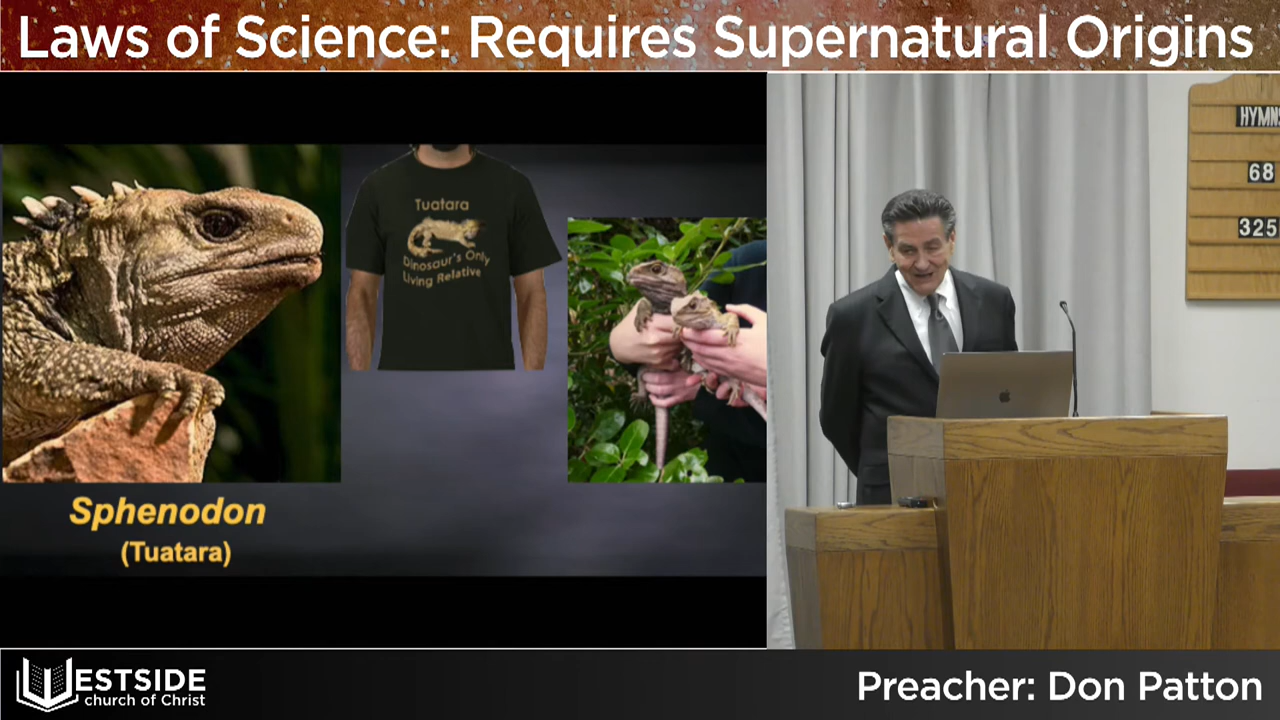 Laws of Science: Requires Supernatural Origins
Tuatara
Dinosaur's Only
Living Relative
Sphenodon
(Tuatara)
HYMNS
68
325
WESTSIDE
church of Christ
Preacher: Don Patton